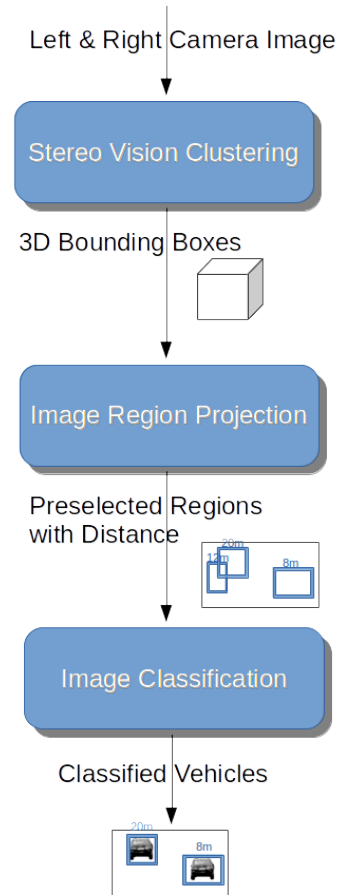 Left & Right Camera Image
Stereo Vision Clustering
3D Bounding Boxes
Image Region Projection
Preselected Regions
with Distance
20m
12m
8m
Image Classification
Classified Vehicles
20m
8m